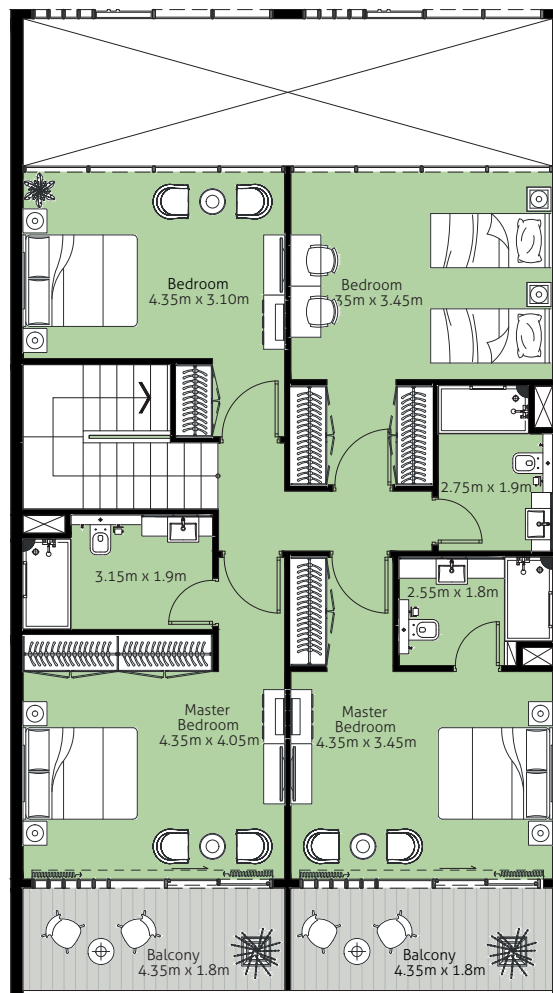 Bedroom
4.35m x 3.10m
Bedroom
.35m x 3.45m
2.75m x 1.9m
3.15m x 1.9m
2.55m x 1.8m
Master
Bedroom
4.35m x 4.05m
Master
Bedroom
4.35m x 3.45m
Balcony
4.35m x 1.8m
Balcony
4.35m x 1.8m